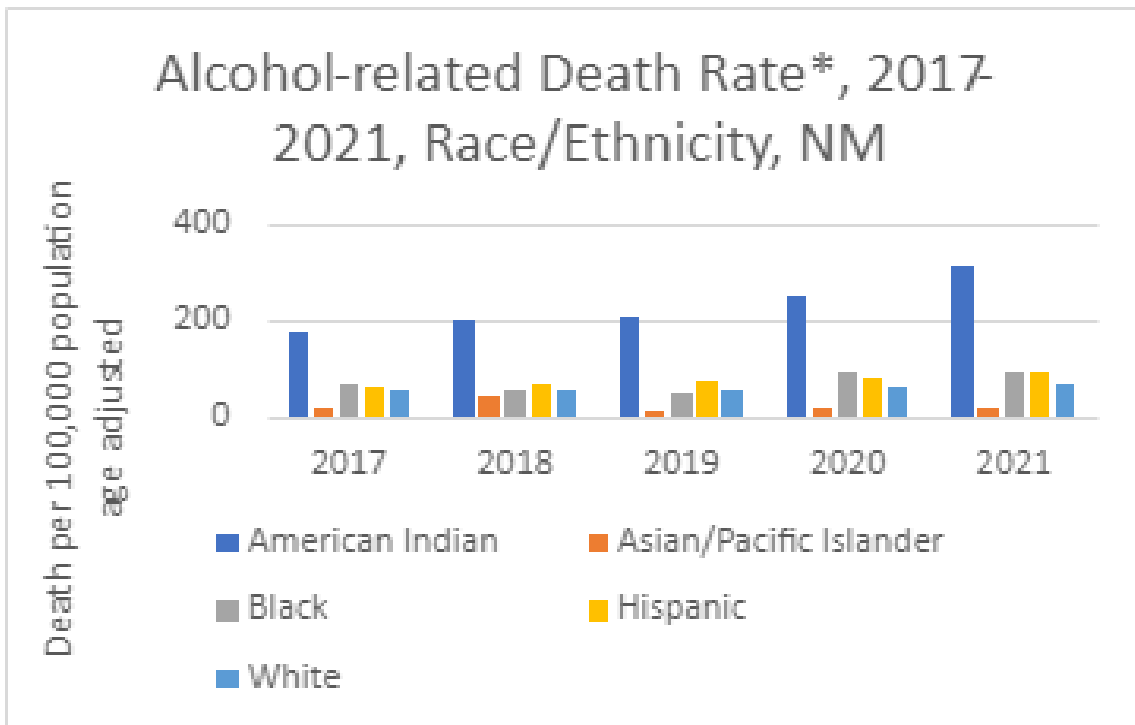 Alcohol-related Death Rate*, 2017-
2021, Race/Ethnicity, NM
Death per 100,000 population
age adjusted
400
200
0
2017 2018 2019 2020 2021
American Indian Asian/Pacific Islander
Black Hispanic
White